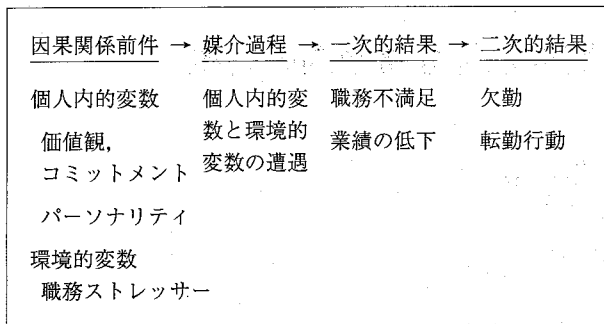 因果関係前件 → 媒介過程 → 一次的結果 → 二次的結果
個人内的変数 個人内的変 職務不満足 欠勤
価値観, 数と環境的 業績の低下 転勤行動
コミットメント 変数の遭遇
パーソナリティ
環境的変数
職務ストレッサー